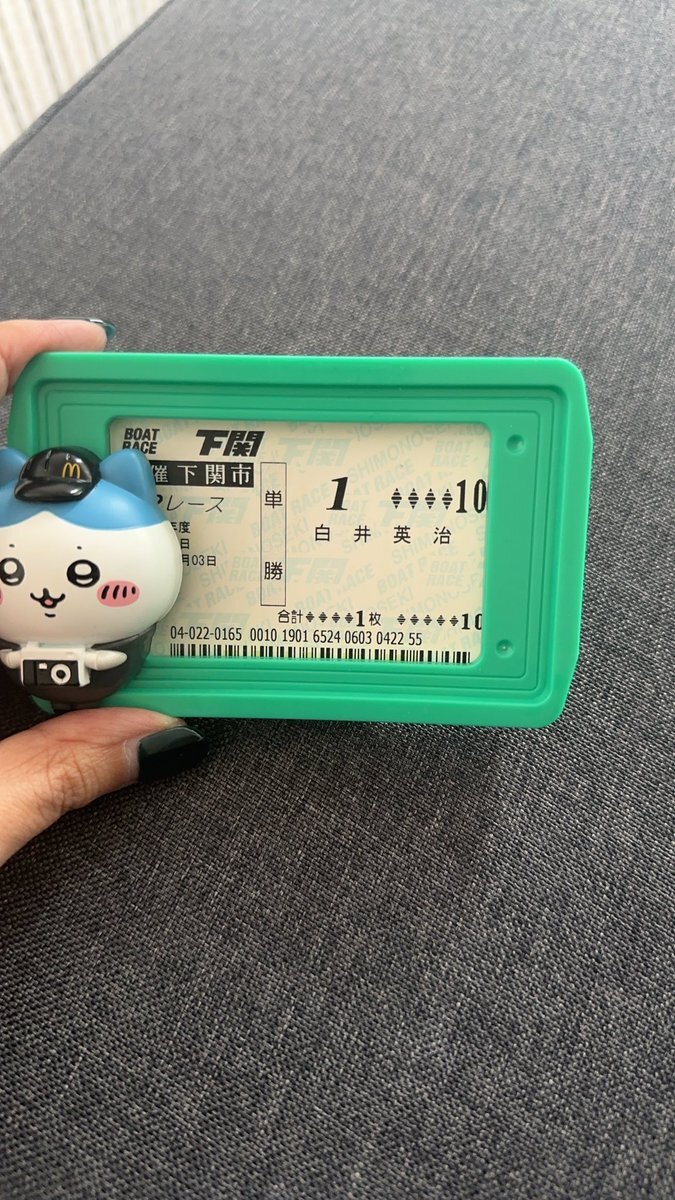 BOAT RACE 下関
催下関市
レース
年度
日
月03日
単勝
1 ♦♦♦♦10
白井英治
合計♦♦♦♦1枚 ♦♦♦♦♦10
04-022-0165 0010 1901 6524 0603 0422 55